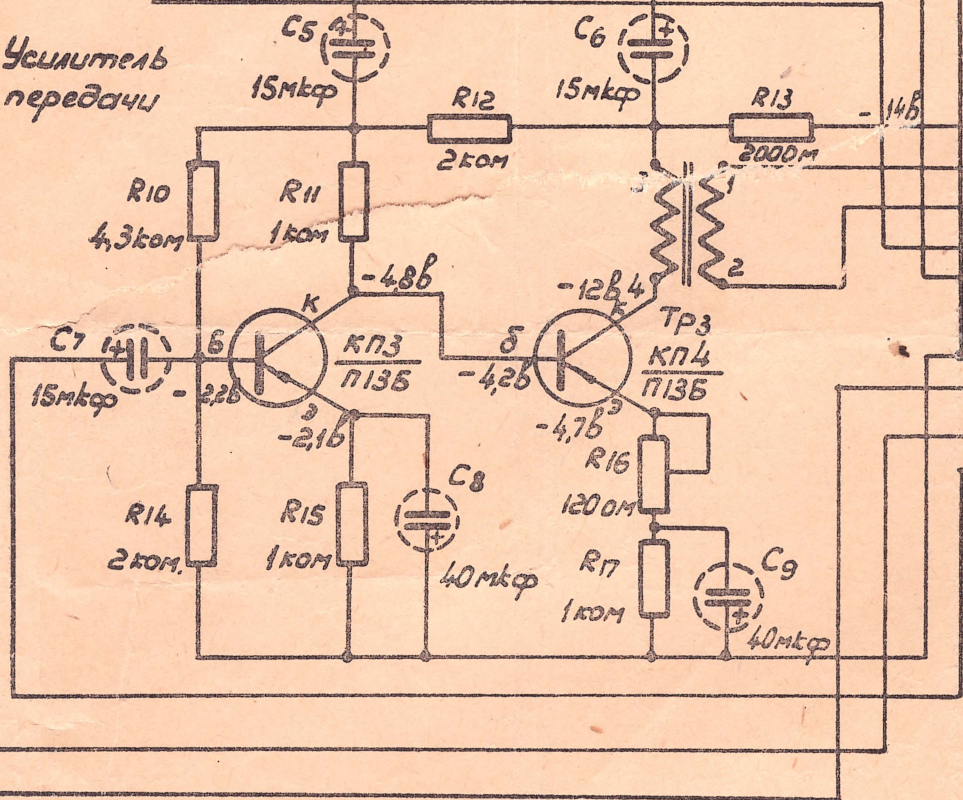 Усилитель
передачи
C5
15мкф
C6
15мкф
R12
2ком
R13
200ом
- 14в
R10
4,3ком
R11
1ком
3
1
4
2
-4,8в
-12в
к
к
Тр3
C7
15мкф
б
- 2,2в
КП3
П13Б
б
-4,2в
КП4
П13Б
э
-2,1в
э
-4,7в
R16
120ом
C8
40мкф
R14
2ком.
R15
1ком
R17
1ком
C9
40мкф